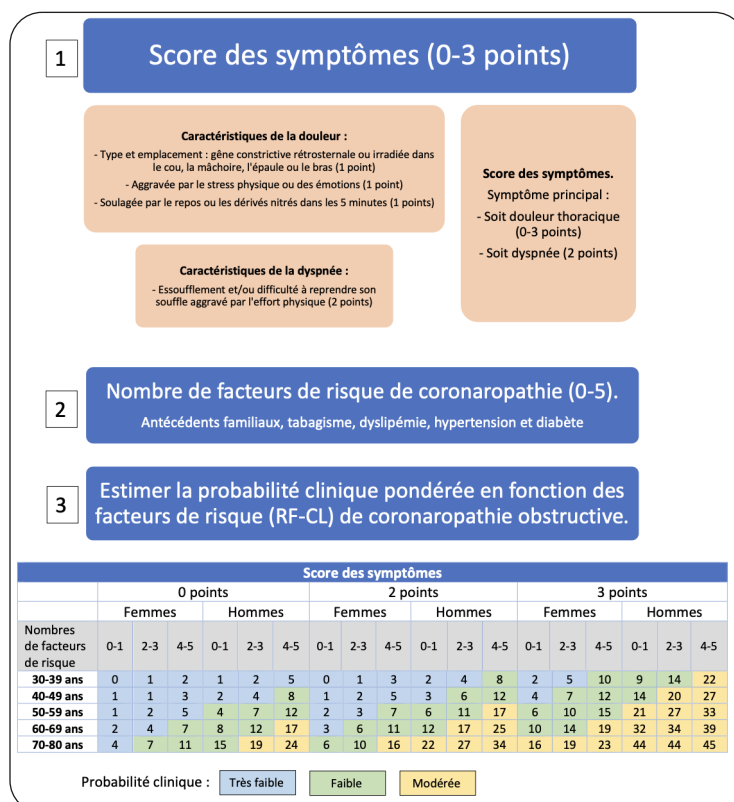 1
Score des symptômes (0-3 points)
Caractéristiques de la douleur :
- Type et emplacement : gêne constrictive rétrosternale ou irradiée dans
le cou, la mâchoire, l'épaule ou le bras (1 point)
- Aggravée par le stress physique ou des émotions (1 point)
- Soulagée par le repos ou les dérivés nitrés dans les 5 minutes (1 points)
Caractéristiques de la dyspnée :
- Essoufflement et/ou difficulté à reprendre son
souffle aggravé par l'effort physique (2 points)
Score des symptômes.
Symptôme principal :
- Soit douleur thoracique
(0-3 points)
- Soit dyspnée (2 points)
2
Nombre de facteurs de risque de coronaropathie (0-5).
Antécédents familiaux, tabagisme, dyslipémie, hypertension et diabète
3
Estimer la probabilité clinique pondérée en fonction des
facteurs de risque (RF-CL) de coronaropathie obstructive.
Score des symptômes
0 points 2 points 3 points
Femmes Hommes Femmes Hommes Femmes Hommes
Nombres
de facteurs
de risque
0-1 2-3 4-5 0-1 2-3 4-5 0-1 2-3 4-5 0-1 2-3 4-5 0-1 2-3 4-5 0-1 2-3 4-5
30-39 ans 0 1 2 1 2 5 0 1 3 2 4 8 2 5 10 9 14 22
40-49 ans 1 1 3 2 4 8 1 2 5 3 6 12 4 7 12 14 20 27
50-59 ans 1 2 5 4 7 12 2 3 7 6 11 17 6 10 15 21 27 33
60-69 ans 2 4 7 8 12 17 3 6 11 12 17 25 10 14 19 32 34 39
70-80 ans 4 7 11 15 19 24 6 10 16 22 27 34 16 19 23 44 44 45
Probabilité clinique : Très faible Faible Modérée